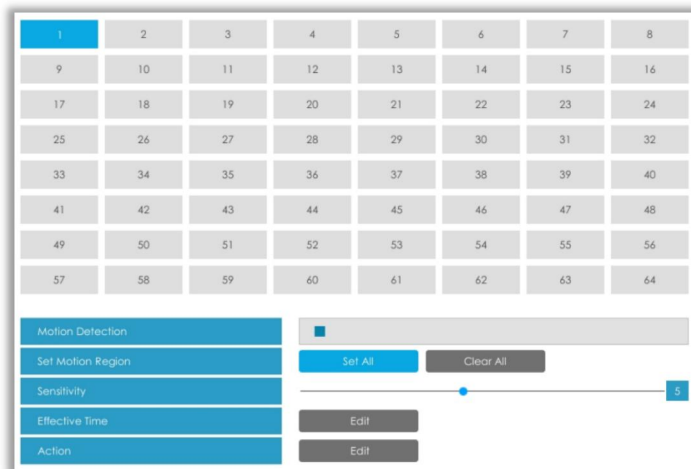 1 2 3 4 5 6 7 8
9 10 11 12 13 14 15 16
17 18 19 20 21 22 23 24
25 26 27 28 29 30 31 32
33 34 35 36 37 38 39 40
41 42 43 44 45 46 47 48
49 50 51 52 53 54 55 56
57 58 59 60 61 62 63 64
Motion Detection
Set Motion Region Set All Clear All
Sensitivity 5
Effective Time Edit
Action Edit